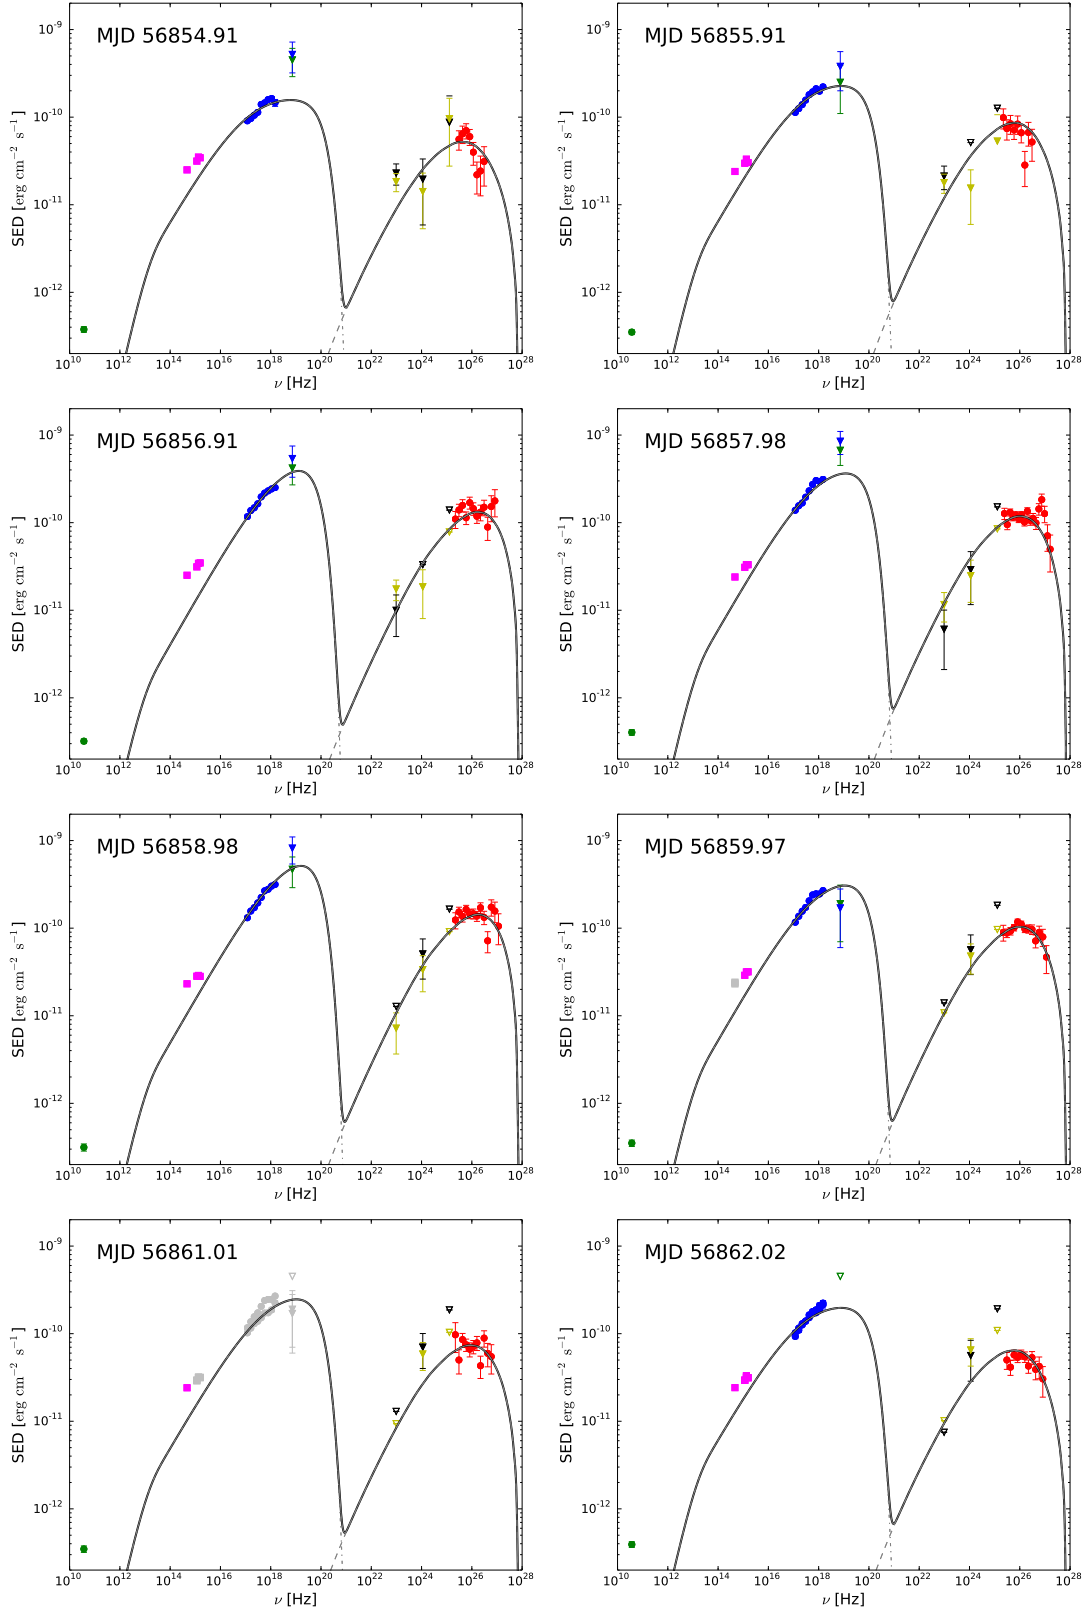 MJD 56854.91
SED [erg cm⁻² s⁻¹]
10⁻⁹
10⁻¹⁰
10⁻¹¹
10⁻¹²
10¹⁰ 10¹² 10¹⁴ 10¹⁶ 10¹⁸ 10²⁰ 10²² 10²⁴ 10²⁶ 10²⁸
ν [Hz]
MJD 56855.91
SED [erg cm⁻² s⁻¹]
10⁻⁹
10⁻¹⁰
10⁻¹¹
10⁻¹²
10¹⁰ 10¹² 10¹⁴ 10¹⁶ 10¹⁸ 10²⁰ 10²² 10²⁴ 10²⁶ 10²⁸
ν [Hz]
MJD 56856.91
SED [erg cm⁻² s⁻¹]
10⁻⁹
10⁻¹⁰
10⁻¹¹
10⁻¹²
10¹⁰ 10¹² 10¹⁴ 10¹⁶ 10¹⁸ 10²⁰ 10²² 10²⁴ 10²⁶ 10²⁸
ν [Hz]
MJD 56857.98
SED [erg cm⁻² s⁻¹]
10⁻⁹
10⁻¹⁰
10⁻¹¹
10⁻¹²
10¹⁰ 10¹² 10¹⁴ 10¹⁶ 10¹⁸ 10²⁰ 10²² 10²⁴ 10²⁶ 10²⁸
ν [Hz]
MJD 56858.98
SED [erg cm⁻² s⁻¹]
10⁻⁹
10⁻¹⁰
10⁻¹¹
10⁻¹²
10¹⁰ 10¹² 10¹⁴ 10¹⁶ 10¹⁸ 10²⁰ 10²² 10²⁴ 10²⁶ 10²⁸
ν [Hz]
MJD 56859.97
SED [erg cm⁻² s⁻¹]
10⁻⁹
10⁻¹⁰
10⁻¹¹
10⁻¹²
10¹⁰ 10¹² 10¹⁴ 10¹⁶ 10¹⁸ 10²⁰ 10²² 10²⁴ 10²⁶ 10²⁸
ν [Hz]
MJD 56861.01
SED [erg cm⁻² s⁻¹]
10⁻⁹
10⁻¹⁰
10⁻¹¹
10⁻¹²
10¹⁰ 10¹² 10¹⁴ 10¹⁶ 10¹⁸ 10²⁰ 10²² 10²⁴ 10²⁶ 10²⁸
ν [Hz]
MJD 56862.02
SED [erg cm⁻² s⁻¹]
10⁻⁹
10⁻¹⁰
10⁻¹¹
10⁻¹²
10¹⁰ 10¹² 10¹⁴ 10¹⁶ 10¹⁸ 10²⁰ 10²² 10²⁴ 10²⁶ 10²⁸
ν [Hz]